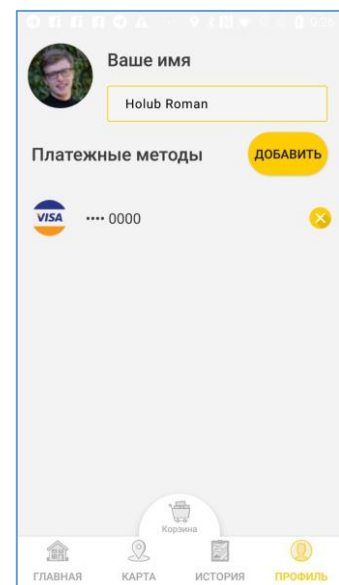 Ваше имя
Holub Roman
Платежные методы
ДОБАВИТЬ
VISA •••• 0000
Корзина
ГЛАВНАЯ КАРТА ИСТОРИЯ ПРОФИЛЬ